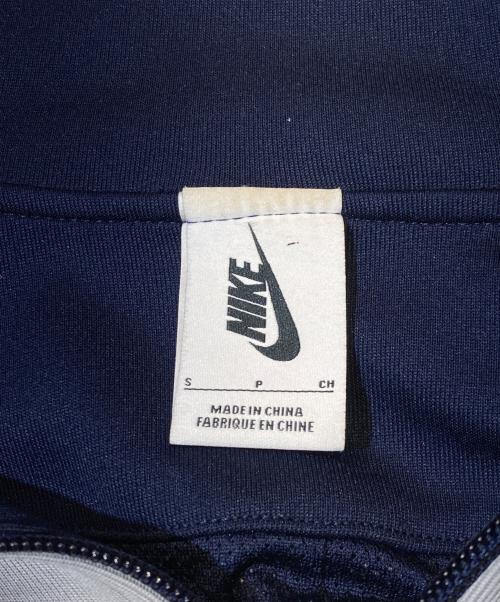 NIKE
S P CH
MADE IN CHINA
FABRIQUE EN CHINE